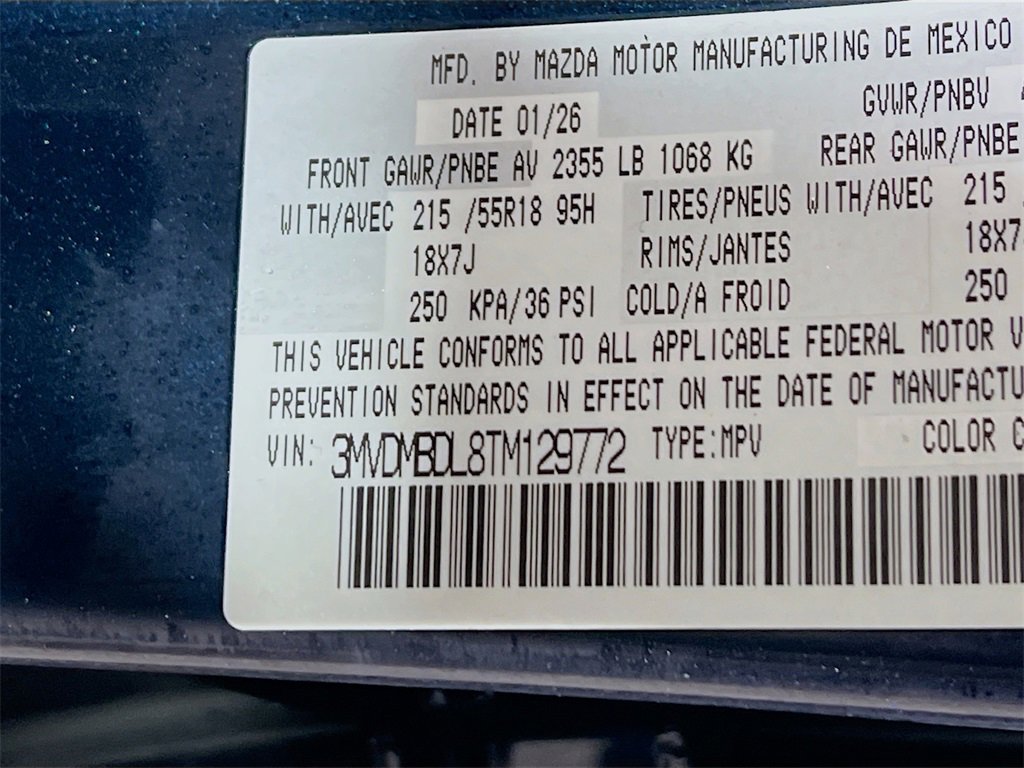 MFD. BY MAZDA MOTOR MANUFACTURING DE MEXICO
DATE 01/26 GVWR/PNBV
FRONT GAWR/PNBE AV 2355 LB 1068 KG REAR GAWR/PNBE
WITH/AVEC 215 /55R18 95H TIRES/PNEUS WITH/AVEC 215
18X7J RIMS/JANTES 18X7
250 KPA/36 PSI COLD/A FROID 250
THIS VEHICLE CONFORMS TO ALL APPLICABLE FEDERAL MOTOR V
PREVENTION STANDARDS IN EFFECT ON THE DATE OF MANUFACTU
VIN: 3MVDMBDL8TM129772 TYPE:MPV COLOR C